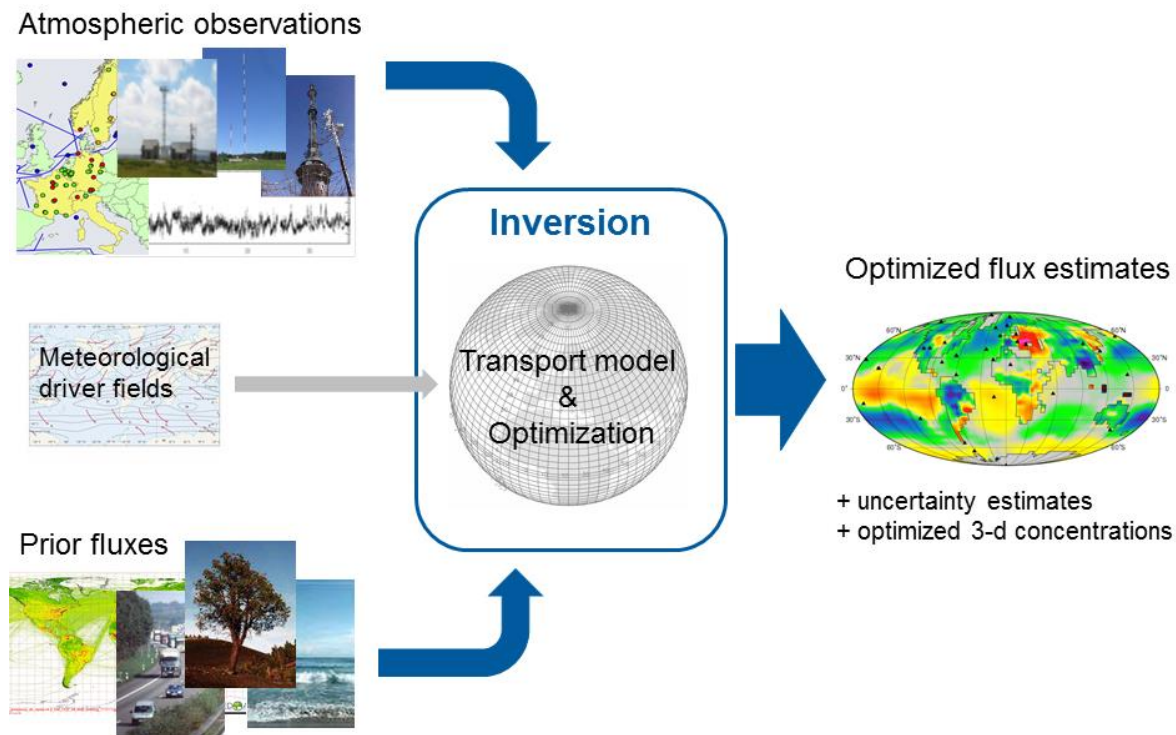 Atmospheric observations
Inversion
Transport model
&
Optimization
Meteorological
driver fields
Prior fluxes
Optimized flux estimates
60°N
60°N
30°N
30°N
0°
0°
30°S
30°S
60°S
60°S
+ uncertainty estimates
+ optimized 3-d concentrations